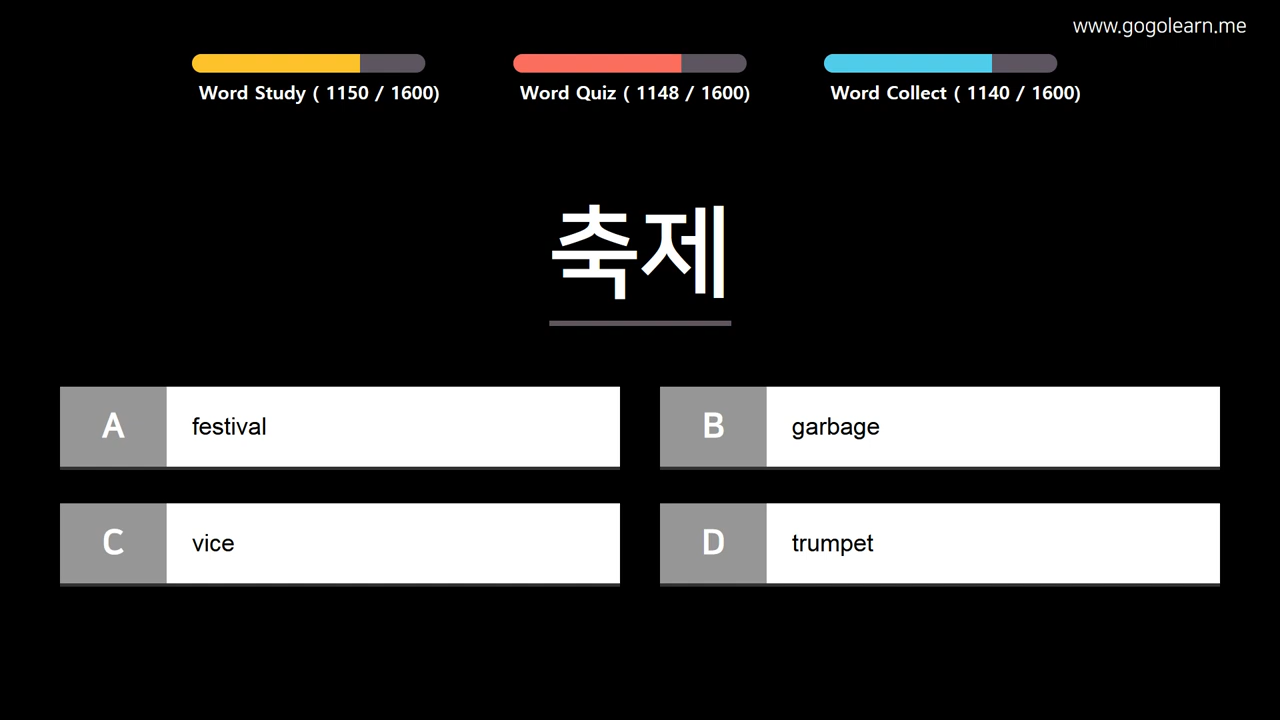 www.gogolearn.me
Word Study ( 1150 / 1600)
Word Quiz ( 1148 / 1600)
Word Collect ( 1140 / 1600)
축제
A festival
B garbage
C vice
D trumpet